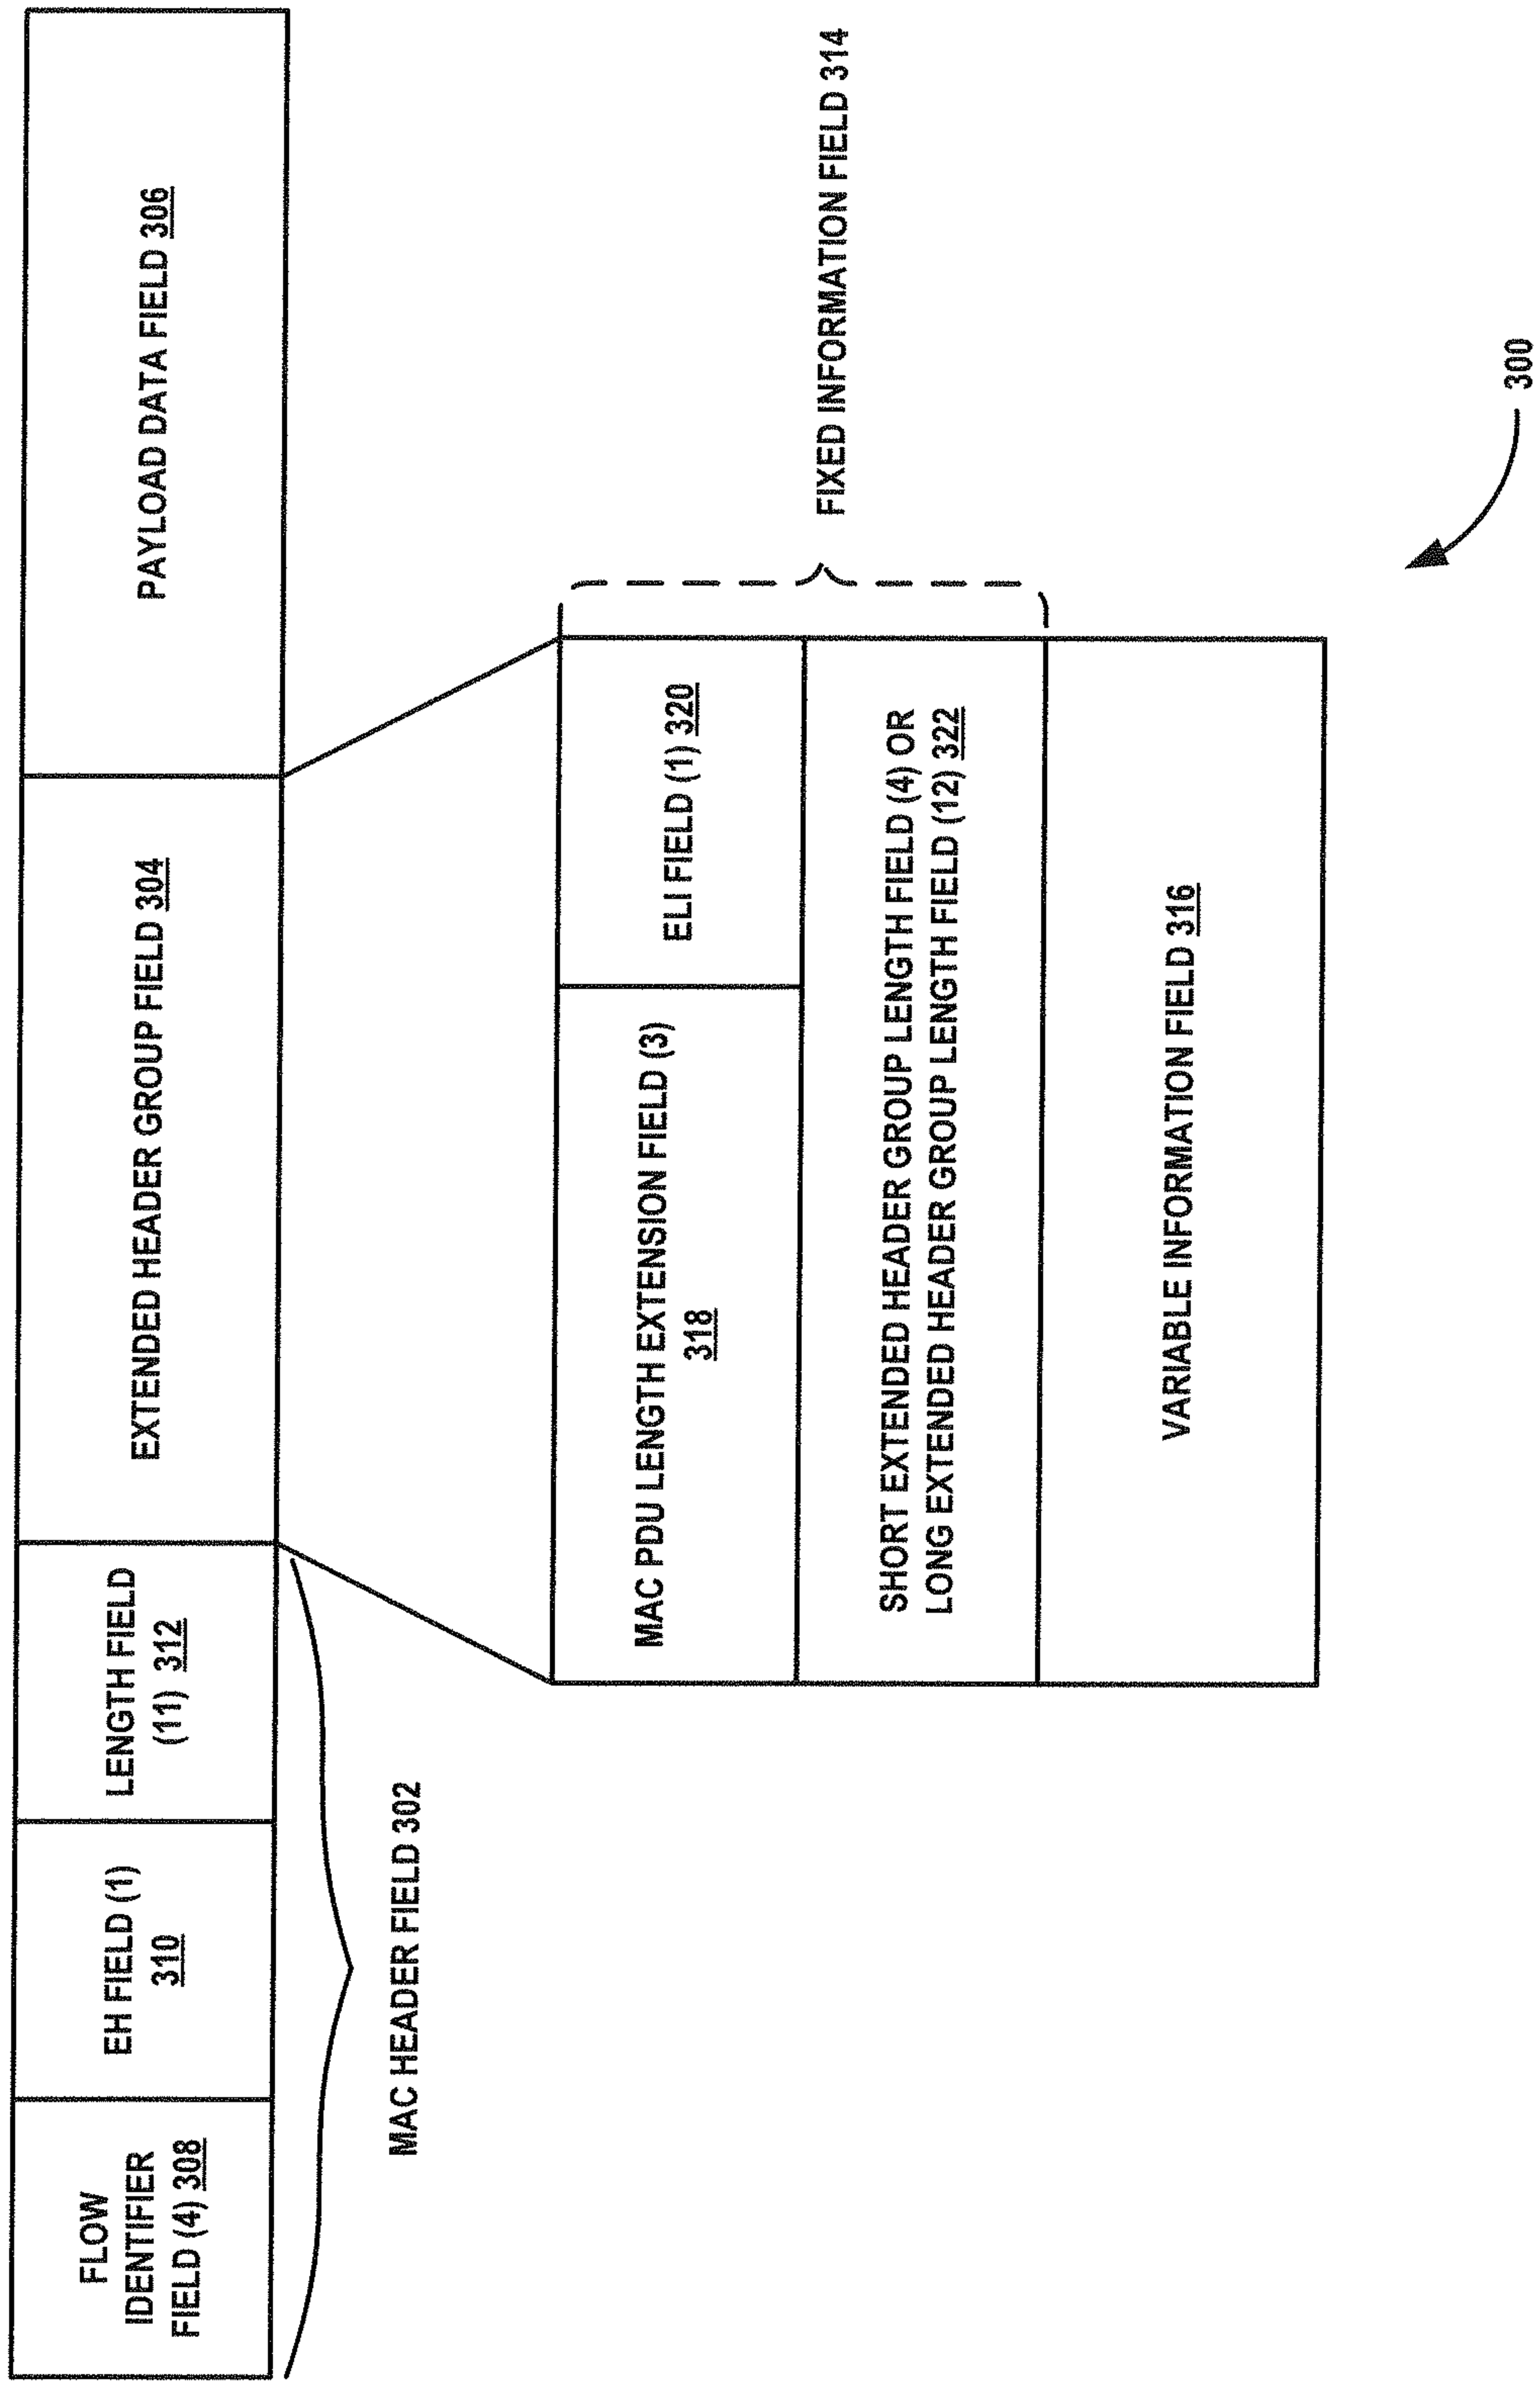 FLOW
IDENTIFIER
FIELD (4) 308
EH FIELD (1)
310
LENGTH FIELD
(11) 312
EXTENDED HEADER GROUP FIELD 304
PAYLOAD DATA FIELD 306
MAC HEADER FIELD 302
MAC PDU LENGTH EXTENSION FIELD (3)
318
ELI FIELD (1) 320
FIXED INFORMATION FIELD 314
SHORT EXTENDED HEADER GROUP LENGTH FIELD (4) OR
LONG EXTENDED HEADER GROUP LENGTH FIELD (12) 322
VARIABLE INFORMATION FIELD 316
300